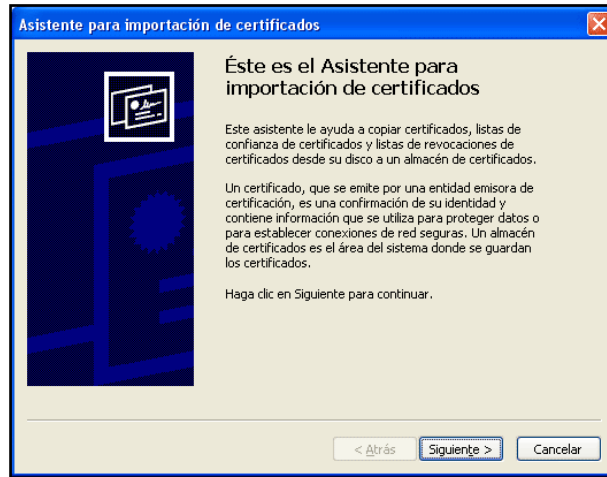 Asistente para importación de certificados
Éste es el Asistente para
importación de certificados
Este asistente le ayuda a copiar certificados, listas de
confianza de certificados y listas de revocaciones de
certificados desde su disco a un almacén de certificados.
Un certificado, que se emite por una entidad emisora de
certificación, es una confirmación de su identidad y
contiene información que se utiliza para proteger datos o
para establecer conexiones de red seguras. Un almacén
de certificados es el área del sistema donde se guardan
los certificados.
Haga clic en Siguiente para continuar.
< Atrás Siguiente > Cancelar